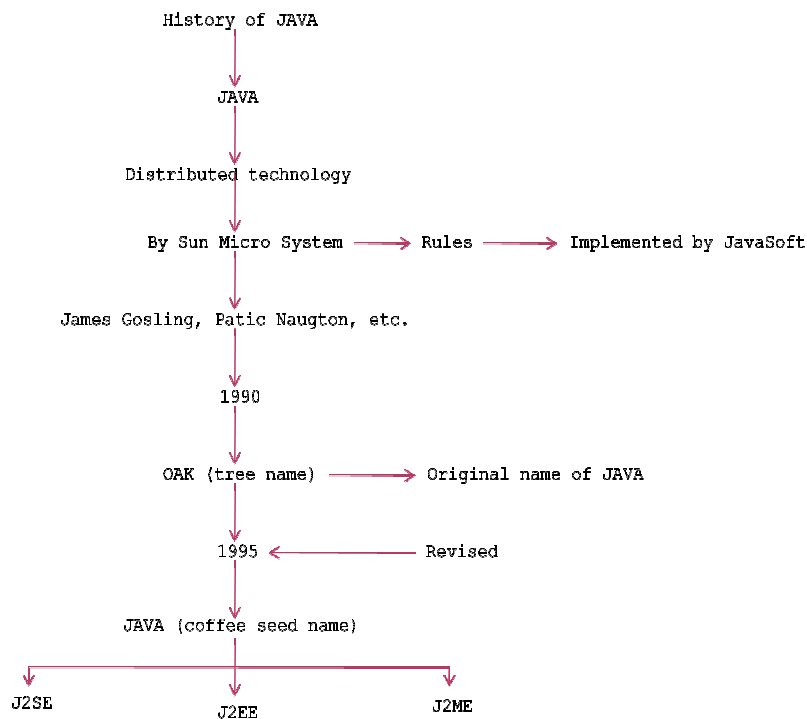 History of JAVA
JAVA
Distributed technology
By Sun Micro System
Rules
Implemented by JavaSoft
James Gosling, Patic Naugton, etc.
1990
OAK (tree name)
Original name of JAVA
1995
Revised
JAVA (coffee seed name)
J2SE
J2EE
J2ME